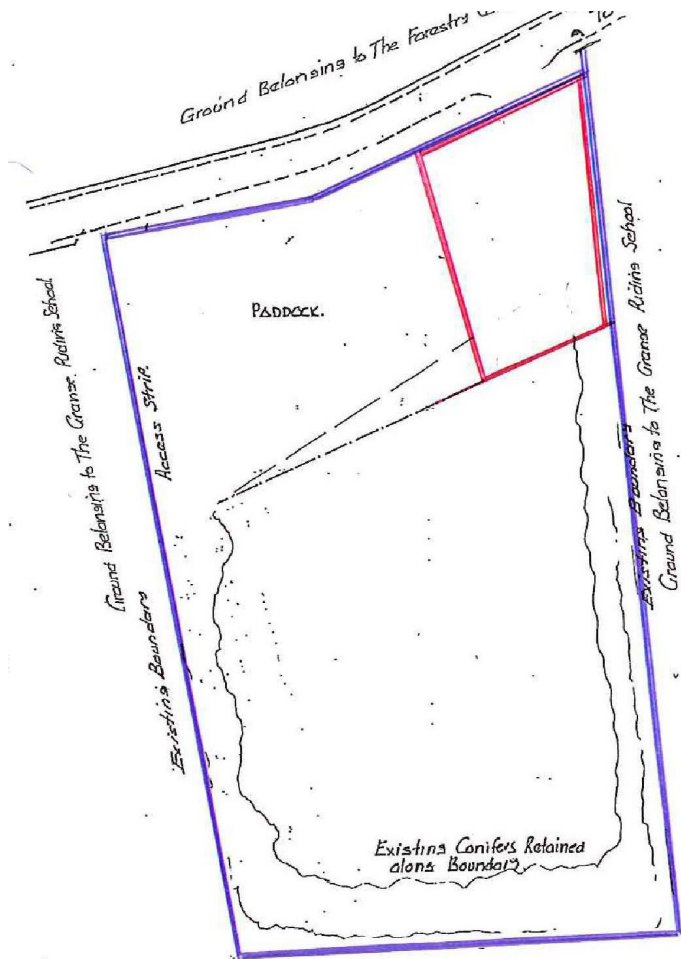 Ground Belonging to The Forestry
Ground Belonging to The Grange Riding School
PADDOCK.
Access Strip
Existing Boundary
Existing Boundary
Ground Belonging to The Grange Riding School
Existing Conifers Retained
along Boundary